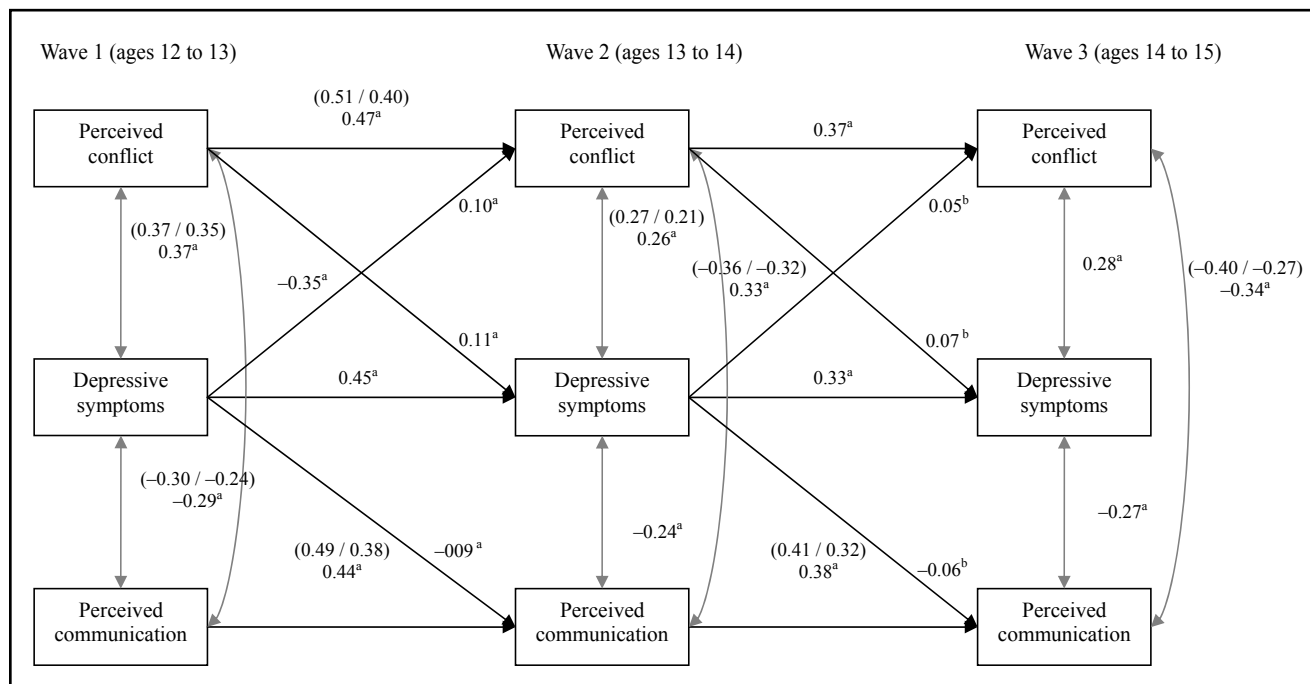 Wave 1 (ages 12 to 13)
Wave 2 (ages 13 to 14)
Wave 3 (ages 14 to 15)
(0.51 / 0.40)
0.47ᵃ
0.37ᵃ
Perceived
conflict
Perceived
conflict
Perceived
conflict
0.10ᵃ
0.05ᵇ
(0.37 / 0.35)
0.37ᵃ
(0.27 / 0.21)
0.26ᵃ
–0.35ᵃ
(–0.36 / –0.32)
0.33ᵃ
0.28ᵃ
(–0.40 / –0.27)
–0.34ᵃ
0.11ᵃ
0.07 ᵇ
0.45ᵃ
0.33ᵃ
Depressive
symptoms
Depressive
symptoms
Depressive
symptoms
(–0.30 / –0.24)
–0.29ᵃ
–0.24ᵃ
–0.27ᵃ
(0.49 / 0.38)
0.44ᵃ
–009 ᵃ
(0.41 / 0.32)
0.38ᵃ
–0.06ᵇ
Perceived
communication
Perceived
communication
Perceived
communication